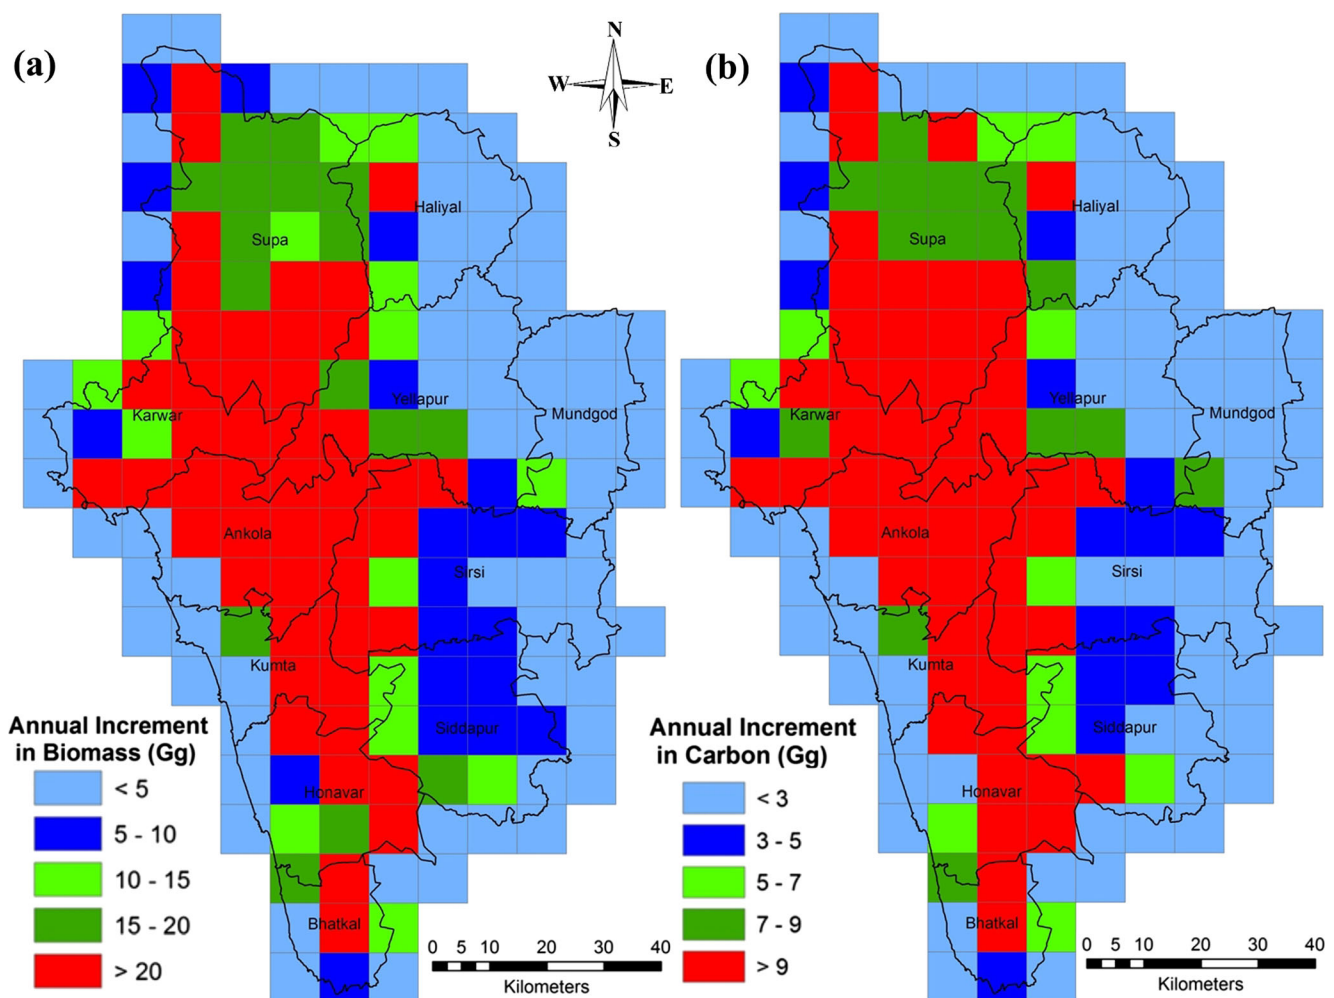 (a)
N
W E
S
(b)
Haliyal
Supa
Karwar
Yellapur
Mundgod
Ankola
Sirsi
Kumta
Siddapur
Honavar
Bhatkal
Annual Increment
in Biomass (Gg)
< 5
5 - 10
10 - 15
15 - 20
> 20
0 5 10 20 30 40
Kilometers
Haliyal
Supa
Karwar
Yellapur
Mundgod
Ankola
Sirsi
Kumta
Siddapur
Honavar
Bhatkal
Annual Increment
in Carbon (Gg)
< 3
3 - 5
5 - 7
7 - 9
> 9
0 5 10 20 30 40
Kilometers